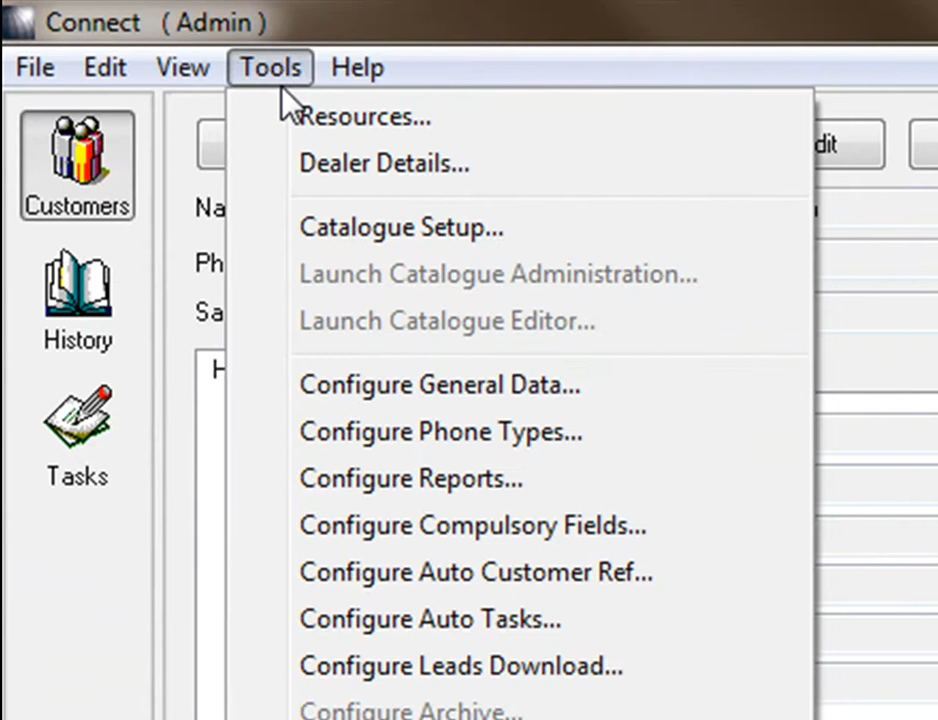 Connect ( Admin )
File Edit View Tools Help
Resources...
Dealer Details...
Catalogue Setup...
Launch Catalogue Administration...
Launch Catalogue Editor...
Configure General Data...
Configure Phone Types...
Configure Reports...
Configure Compulsory Fields...
Configure Auto Customer Ref...
Configure Auto Tasks...
Configure Leads Download...
Configure Archive...
Customers
History
Tasks